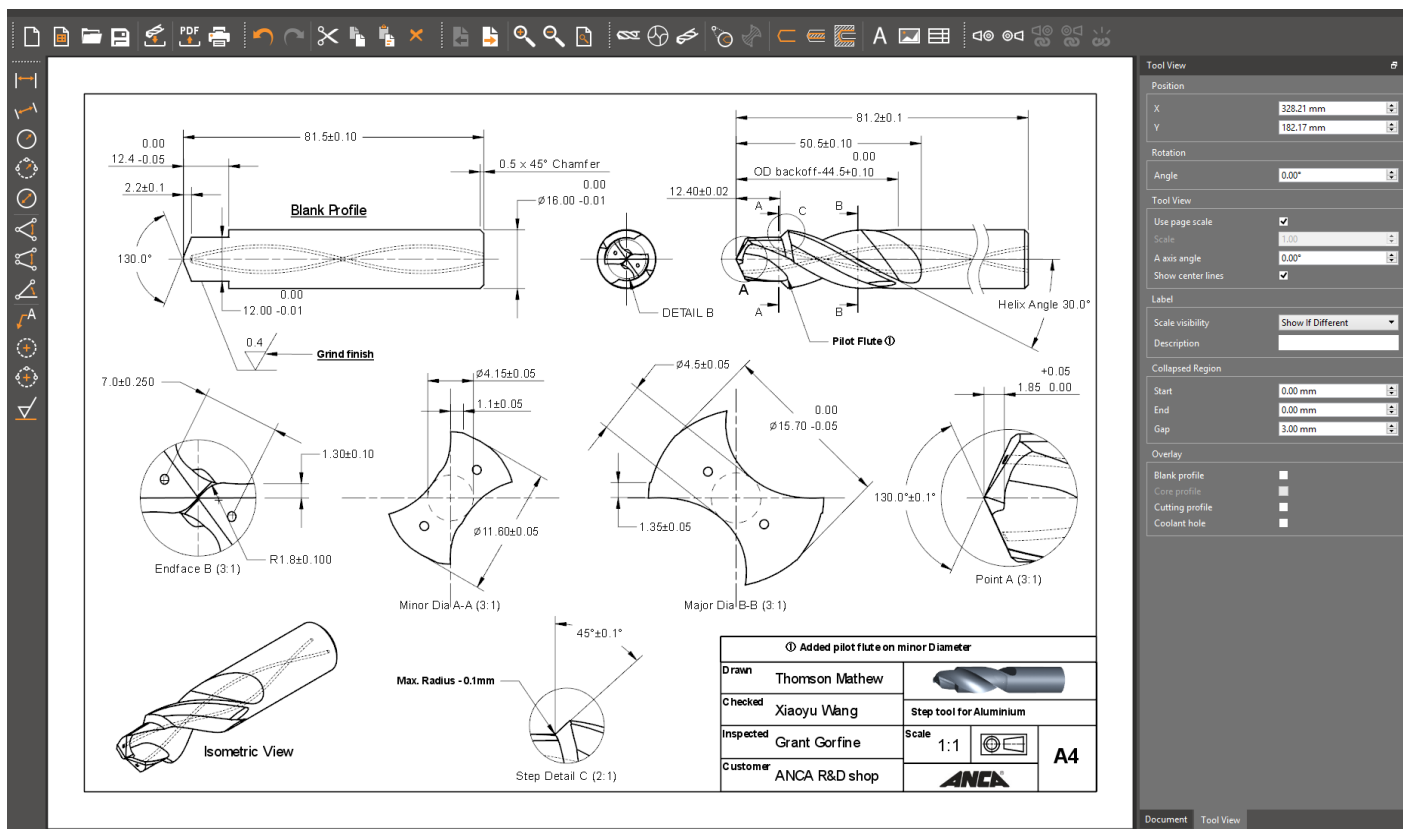 PDF
A
A
Tool View
Position
X
328.21 mm
Y
182.17 mm
Rotation
Angle
0.00°
Tool View
Use page scale
Scale
1.00
A axis angle
0.00°
Show center lines
Label
Scale visibility
Show If Different
Description
Collapsed Region
Start
0.00 mm
End
0.00 mm
Gap
3.00 mm
Overlay
Blank profile
Core profile
Cutting profile
Coolant hole
Document
Tool View
81.5±0.10
0.00
12.4 -0.05
2.2±0.1
0.5 x 45° Chamfer
0.00
Ø16.00 -0.01
Blank Profile
130.0°
0.00
12.00 -0.01
0.4
Grind finish
DETAIL B
81.2±0.1
50.5±0.10
0.00
OD backoff-44.5+0.10
12.40±0.02
A
C
B
A
A
B
Helix Angle 30.0°
Pilot Flute ①
7.0±0.250
1.30±0.10
R1.8±0.100
Endface B (3:1)
Ø4.15±0.05
1.1±0.05
Ø11.60±0.05
Minor Dia A-A (3:1)
Ø4.5±0.05
0.00
Ø15.70 -0.05
1.35±0.05
Major Dia B-B (3:1)
+0.05
1.85 0.00
130.0°±0.1°
Point A (3:1)
Isometric View
45°±0.1°
Max. Radius - 0.1mm
Step Detail C (2:1)
① Added pilot flute on minor Diameter
Drawn
Thomson Mathew
Checked
Xiaoyu Wang
Step tool for Aluminium
Inspected
Grant Gorfine
Scale
1:1
A4
Customer
ANCA R&D shop
ANCA